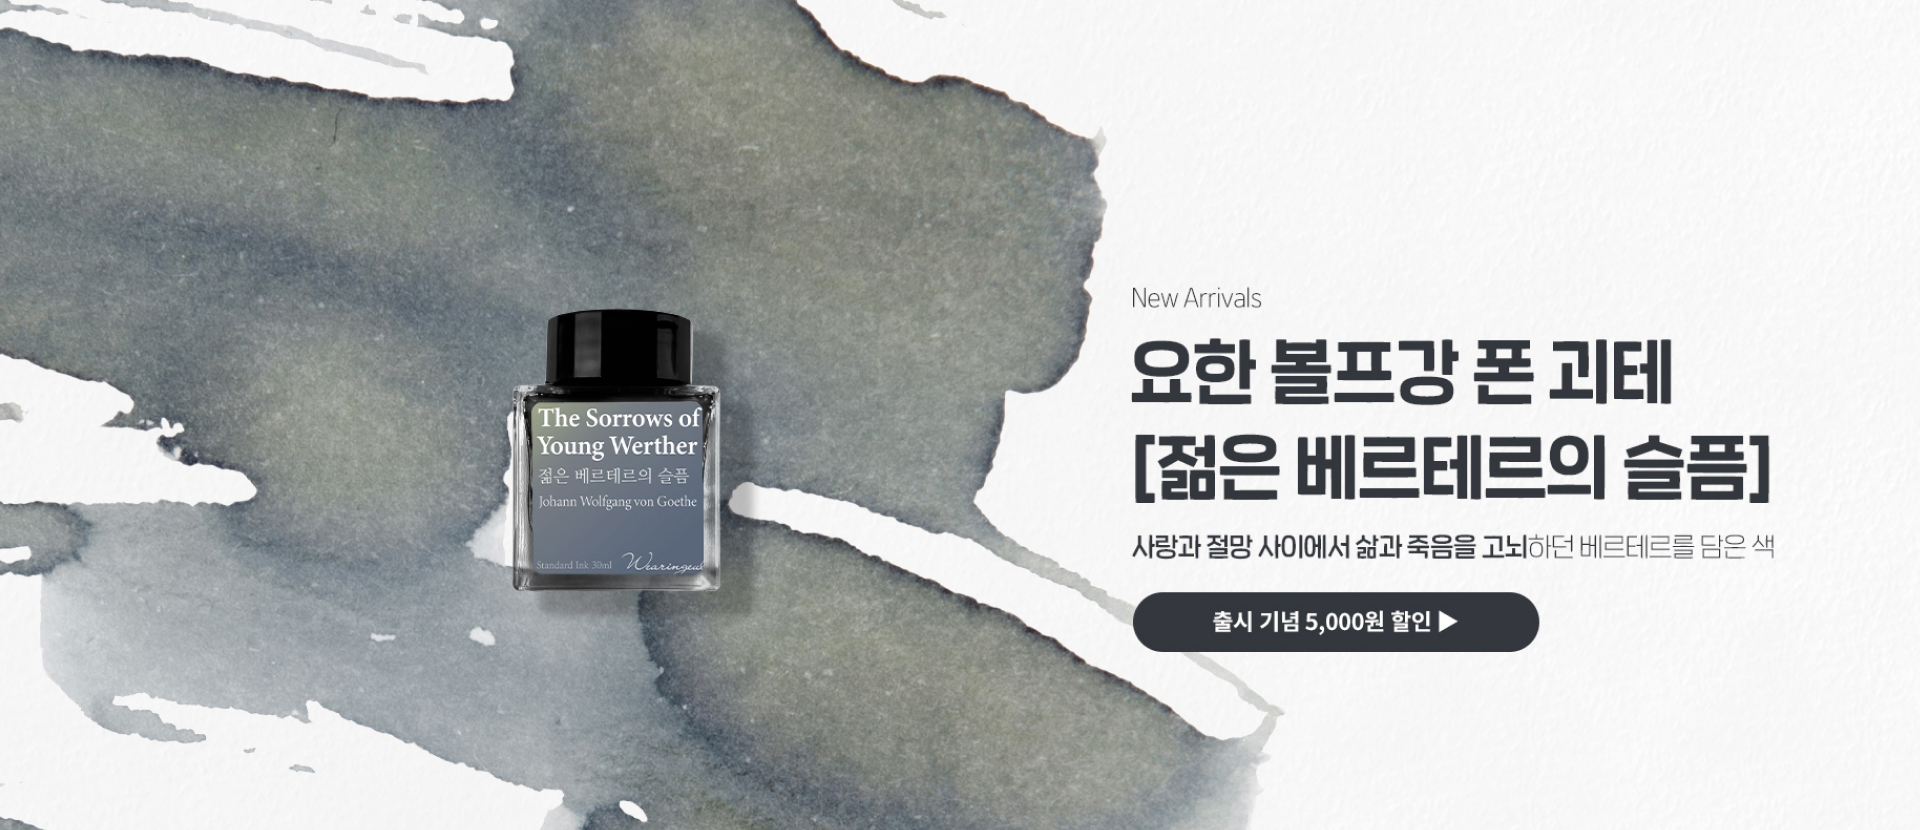 New Arrivals
요한 볼프강 폰 괴테
[젊은 베르테르의 슬픔]
사랑과 절망 사이에서 삶과 죽음을 고뇌하던 베르테르를 담은 색
출시 기념 5,000원 할인 ▶
The Sorrows of
Young Werther
젊은 베르테르의 슬픔
Johann Wolfgang von Goethe
Standard Ink 30ml Wearingeul